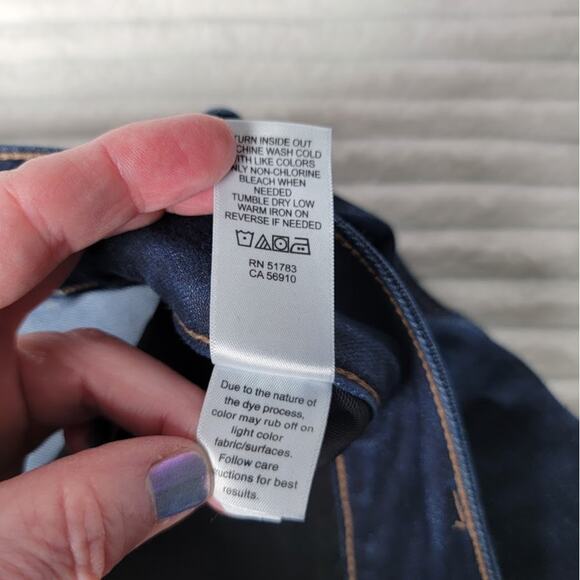 TURN INSIDE OUT
CHINE WASH COLD
WITH LIKE COLORS
ONLY NON-CHLORINE
BLEACH WHEN
NEEDED
TUMBLE DRY LOW
WARM IRON ON
REVERSE IF NEEDED
RN 51783
CA 56910
Due to the nature of
the dye process,
color may rub off on
light color
fabric/surfaces.
Follow care
uctions for best
results.